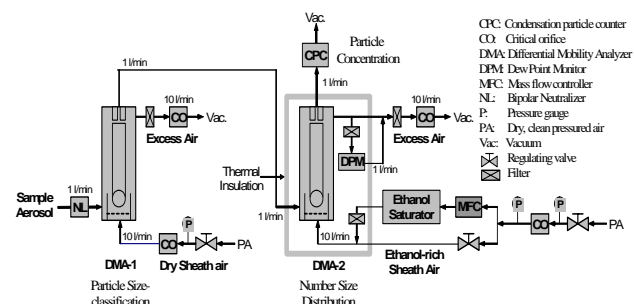 Vac.
CPC
Particle
Concentration
1 l/min
1 l/min
10 l/min
CO
Vac.
Excess Air
10 l/min
CO
Vac.
Excess Air
DPM
1 l/min
Thermal
Insulation
Sample
Aerosol
1 l/min
NL
1 l/min
Ethanol
Saturator
MFC
P
P
CO
PA
10 l/min
P
CO
PA
10 l/min
DMA-1
Dry Sheath air
DMA-2
Ethanol-rich
Sheath Air
Particle Size-
classification
Number Size
Distribution
CPC: Condensation particle counter
CO: Critical orifice
DMA: Differential Mobility Analyzer
DPM: Dew Point Monitor
MFC: Mass flow controller
NL: Bipolar Neutralizer
P: Pressure gauge
PA: Dry, clean pressured air
Vac: Vacuum
Regulating valve
Filter